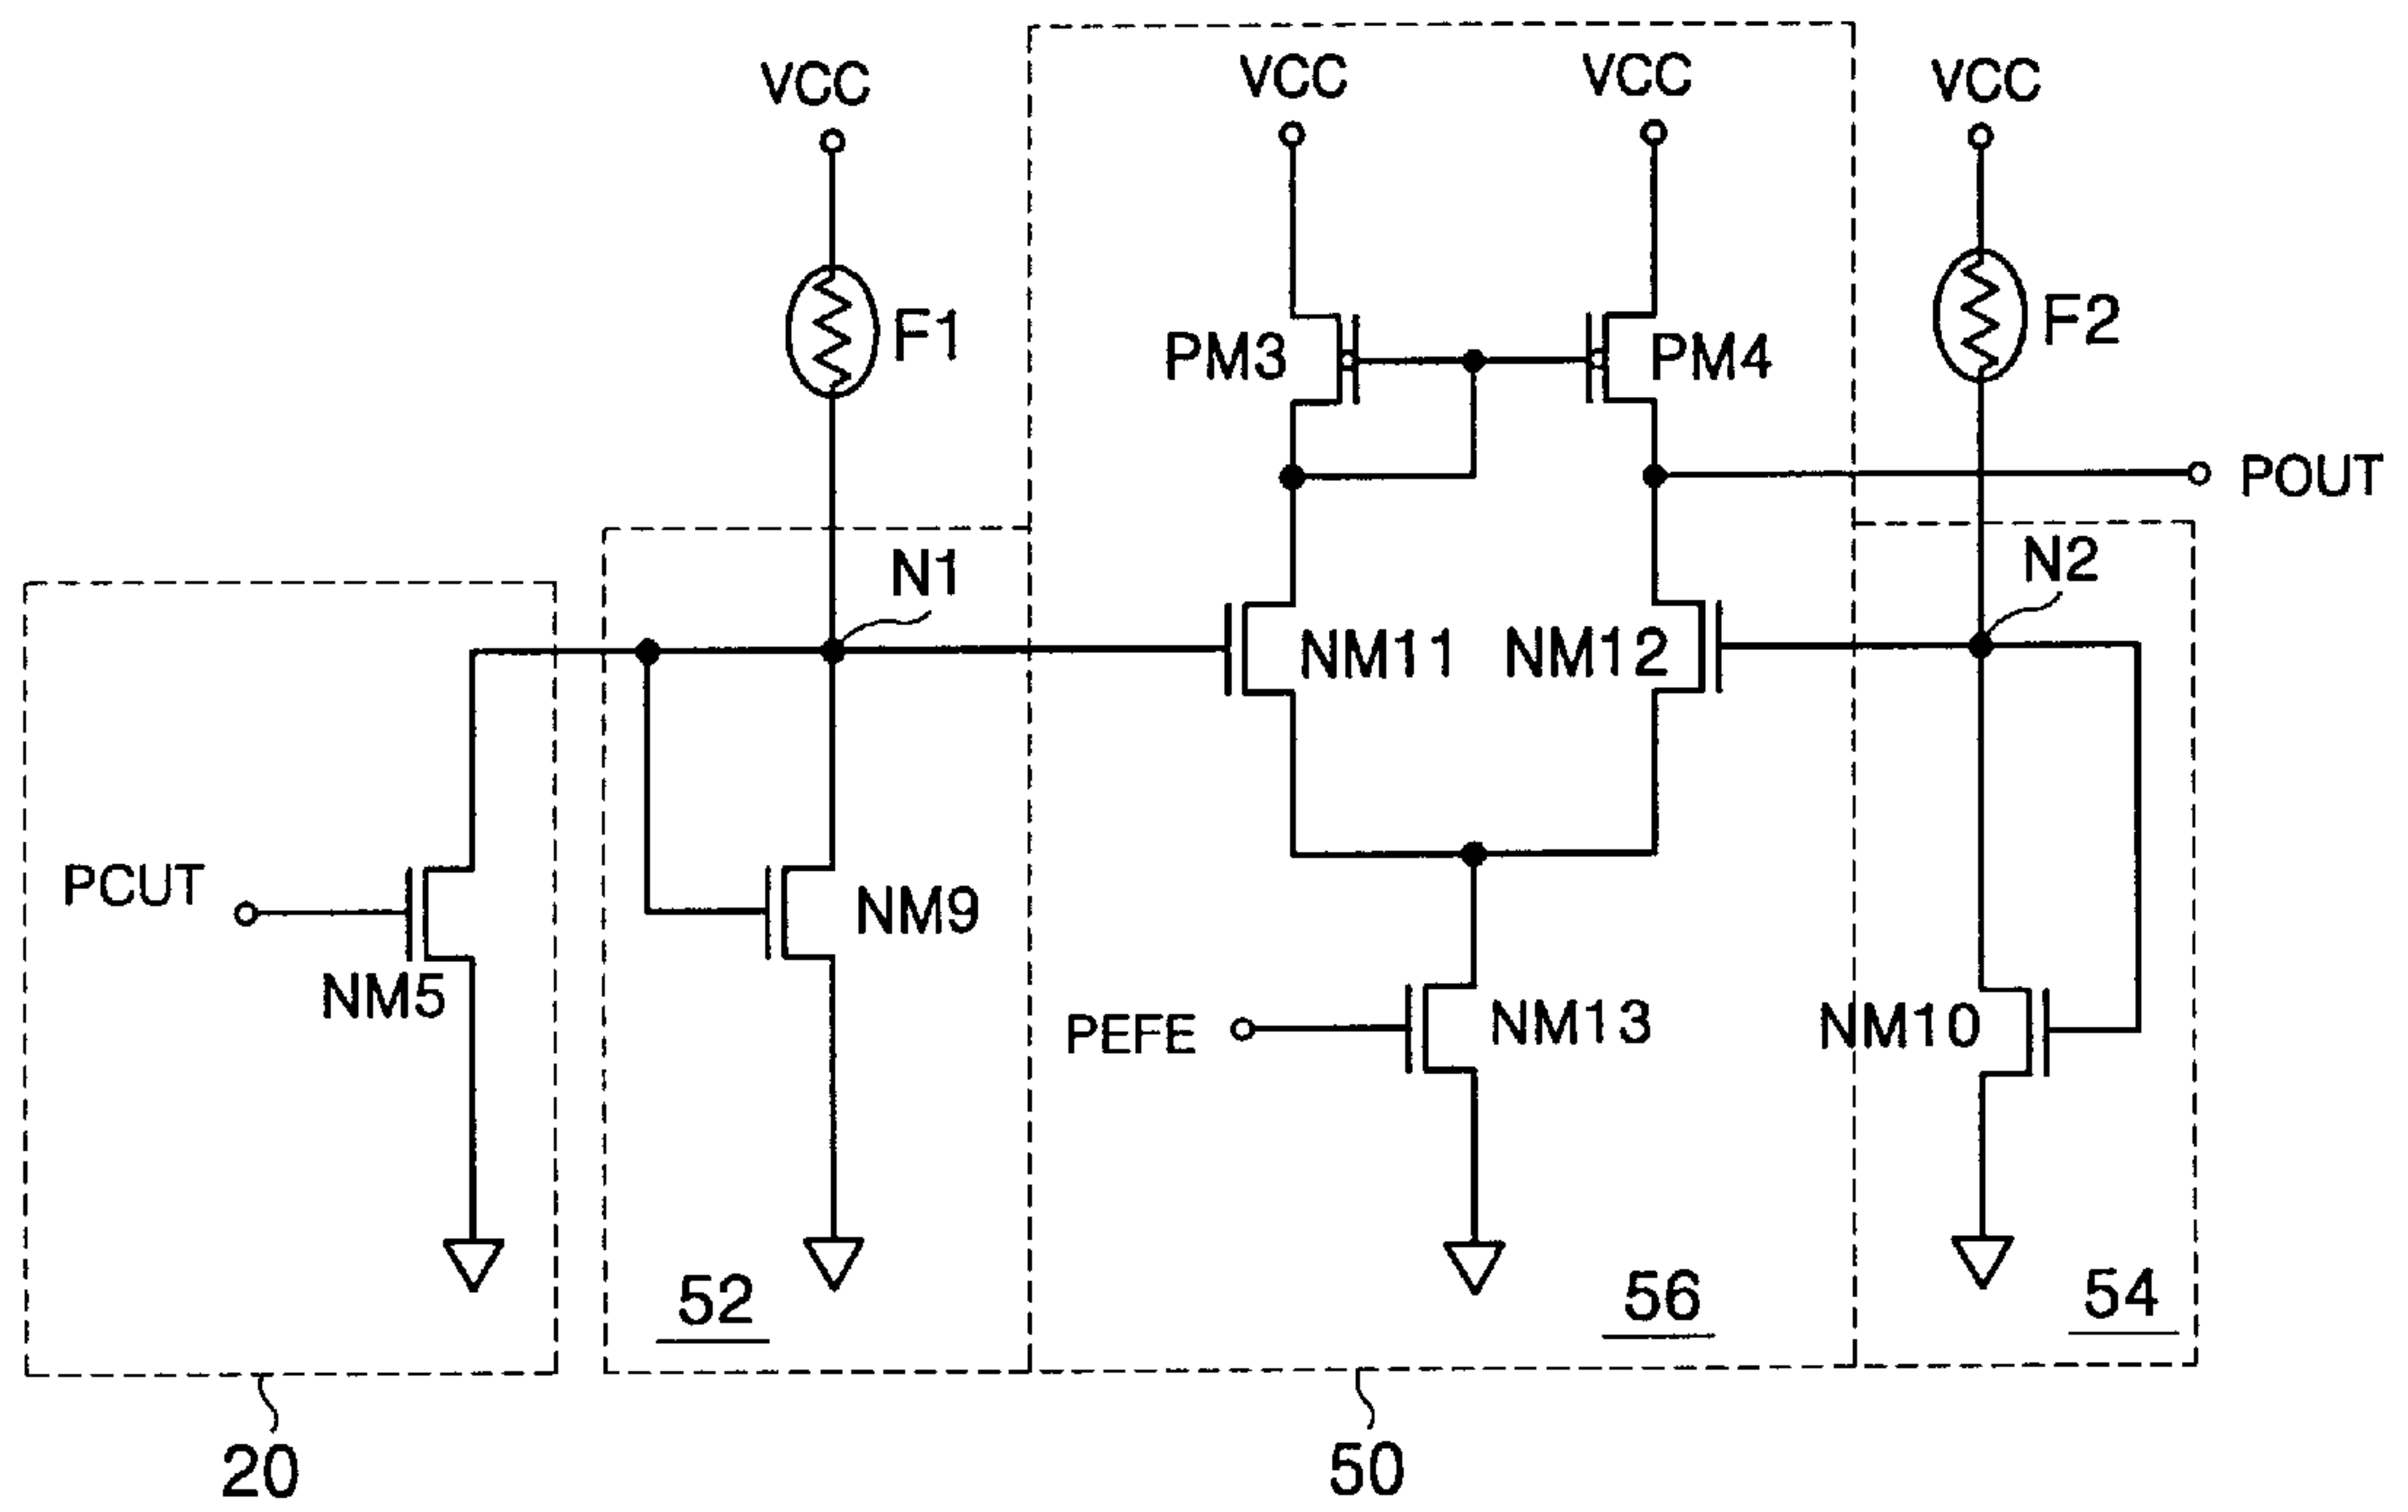 VCC
VCC
VCC
VCC
F1
PM3
PM4
F2
POUT
N1
N2
NM11
NM12
PCUT
NM9
NM5
PEFE
NM13
NM10
52
56
54
20
50